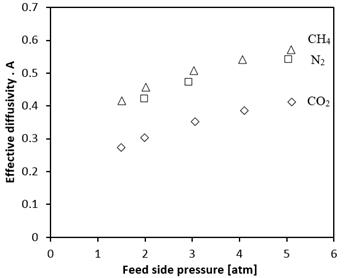 0.7
0.6
0.5
0.4
0.3
0.2
0.1
0
0 1 2 3 4 5 6
Effective diffusivity . A
Feed side pressure [atm]
CH₄
N₂
CO₂